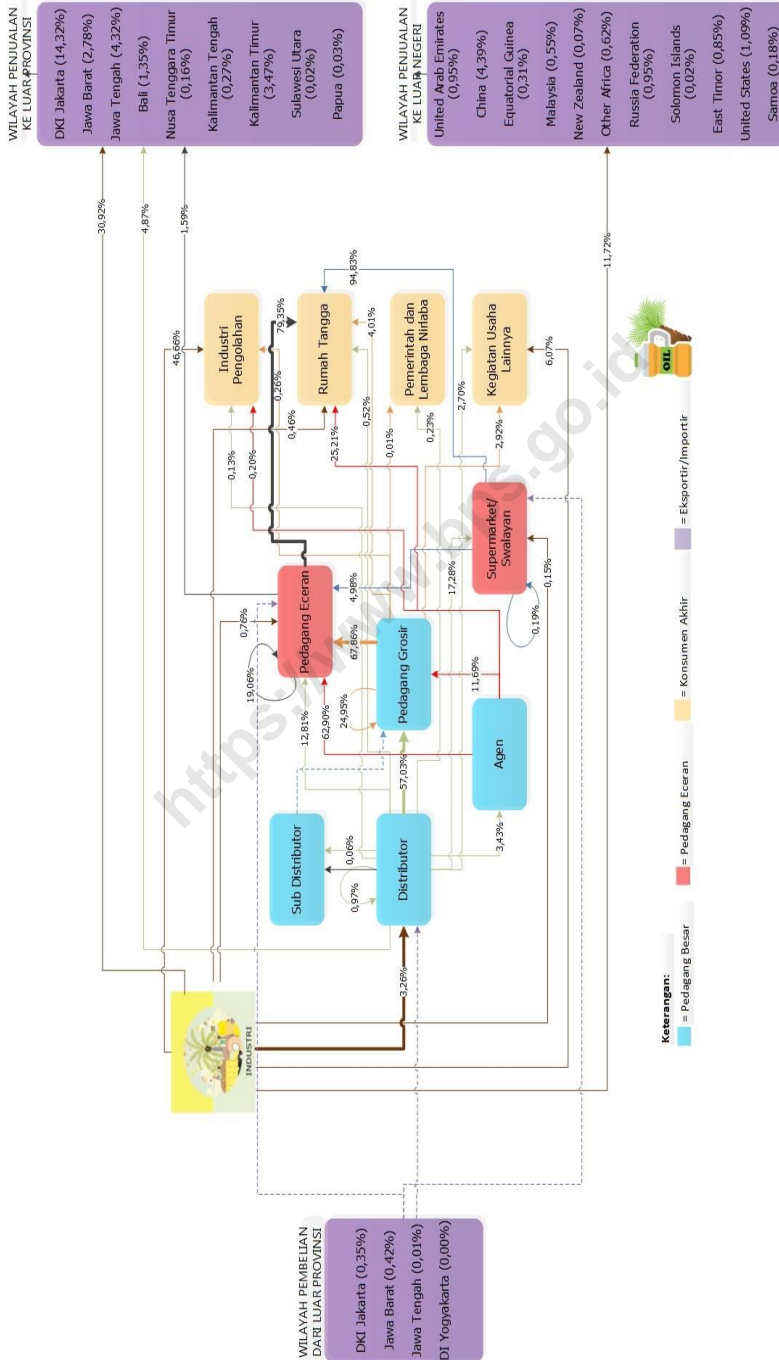 WILAYAH PEMBELIAN
DARI LUAR PROVINSI
DKI Jakarta (0,35%)
Jawa Barat (0,42%)
Jawa Tengah (0,01%)
DI Yogyakarta (0,00%)
INDUSTRI
46,66%
30,92%
4,87%
1,59%
0,76%
19,06%
0,46%
0,26%
79,35%
0,13%
0,20%
12,81%
62,90%
67,86%
4,98%
25,21%
0,52%
4,01%
94,83%
0,97%
0,06%
24,95%
57,03%
0,01%
0,23%
11,69%
17,28%
2,70%
2,92%
3,26%
3,43%
0,19%
0,15%
6,07%
11,72%
Sub Distributor
Distributor
Agen
Pedagang Grosir
Pedagang Eceran
Supermarket/
Swalayan
Industri
Pengolahan
Rumah Tangga
Pemerintah dan
Lembaga Nirlaba
Kegiatan Usaha
Lainnya
WILAYAH PENJUALAN
KE LUAR PROVINSI
DKI Jakarta (14,32%)
Jawa Barat (2,78%)
Jawa Tengah (4,32%)
Bali (1,35%)
Nusa Tenggara Timur
(0,16%)
Kalimantan Tengah
(0,27%)
Kalimantan Timur
(3,47%)
Sulawesi Utara
(0,02%)
Papua (0,03%)
WILAYAH PENJUALAN
KE LUAR NEGERI
United Arab Emirates
(0,95%)
China (4,39%)
Equatorial Guinea
(0,31%)
Malaysia (0,55%)
New Zealand (0,07%)
Other Africa (0,62%)
Russia Federation
(0,95%)
Solomon Islands
(0,02%)
East Timor (0,85%)
United States (1,09%)
Samoa (0,18%)
Keterangan:
= Pedagang Besar
= Pedagang Eceran
= Konsumen Akhir
= Eksportir/Importir
OIL
https://www.bps.go.id